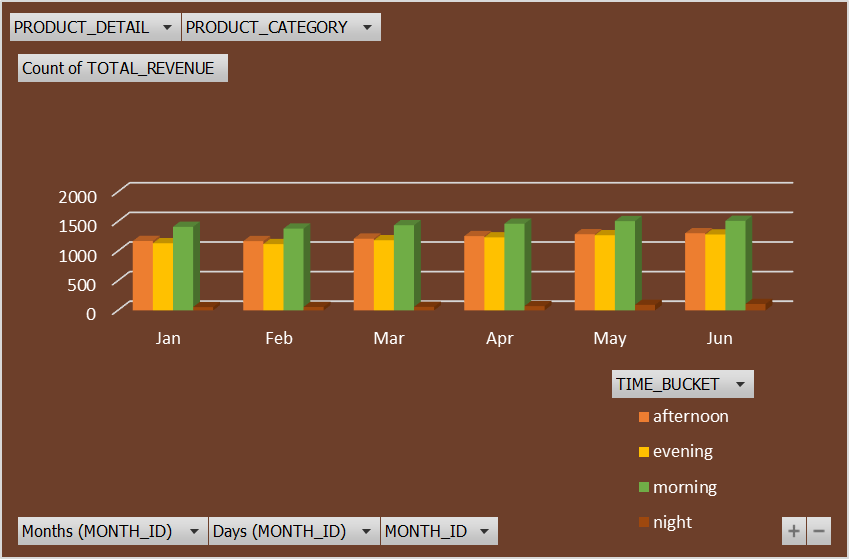 PRODUCT_DETAIL PRODUCT_CATEGORY
Count of TOTAL_REVENUE
2000
1500
1000
500
0
Jan Feb Mar Apr May Jun
TIME_BUCKET
afternoon
evening
morning
night
Months (MONTH_ID) Days (MONTH_ID) MONTH_ID + −